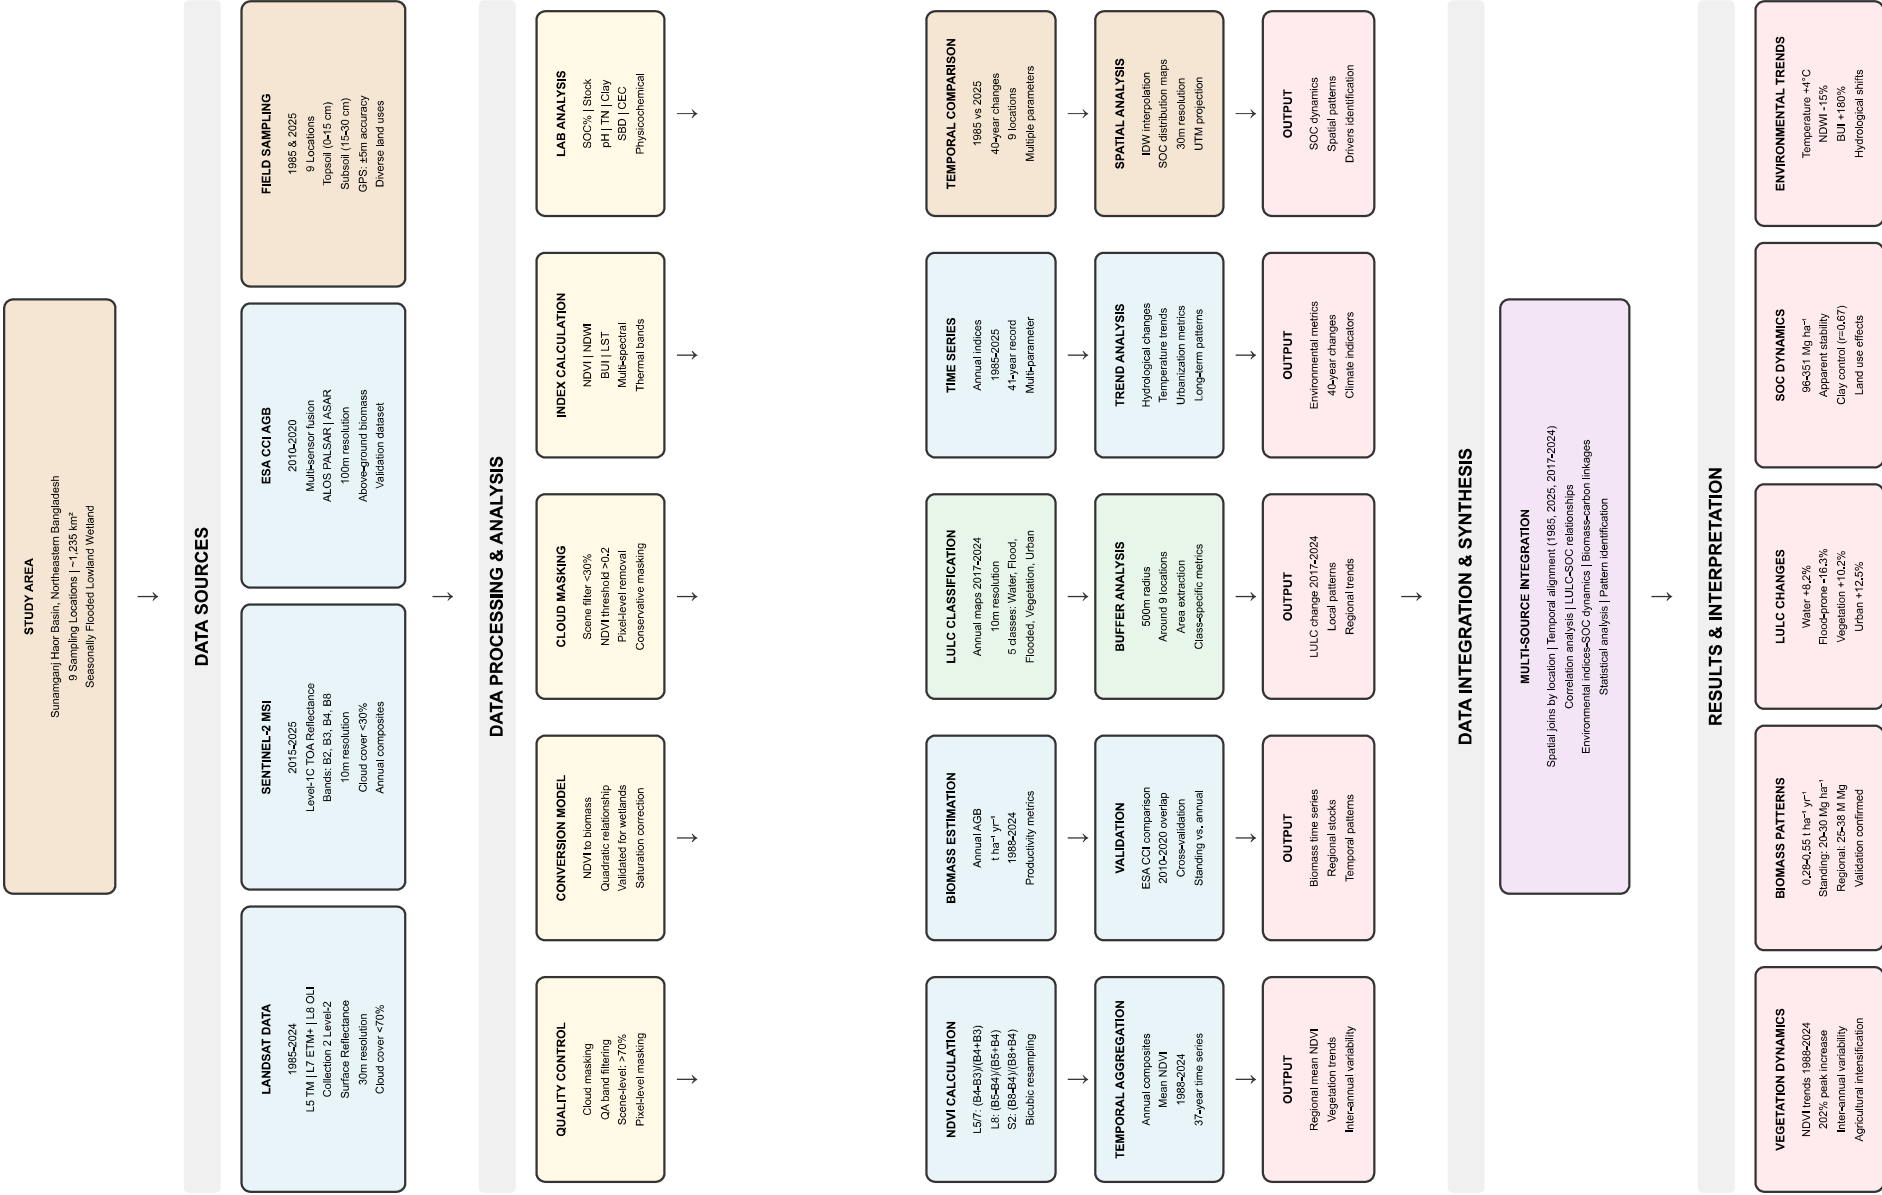 STUDY AREA
Sunamganj Haor Basin, Northeastern Bangladesh
9 Sampling Locations | ~1,235 km²
Seasonally Flooded Lowland Wetland
→
DATA SOURCES
LANDSAT DATA
1985-2024
L5 TM | L7 ETM+ | L8 OLI
Collection 2 Level-2
Surface Reflectance
30m resolution
Cloud cover <70%
SENTINEL-2 MSI
2015-2025
Level-1C TOA Reflectance
Bands: B2, B3, B4, B8
10m resolution
Cloud cover <30%
Annual composites
ESA CCI AGB
2010-2020
Multi-sensor fusion
ALOS PALSAR | ASAR
100m resolution
Above-ground biomass
Validation dataset
FIELD SAMPLING
1985 & 2025
9 Locations
Topsoil (0-15 cm)
Subsoil (15-30 cm)
GPS: ±5m accuracy
Diverse land uses
→
DATA PROCESSING & ANALYSIS
QUALITY CONTROL
Cloud masking
QA band filtering
Scene-level: >70%
Pixel-level masking
→
CONVERSION MODEL
NDVI to biomass
Quadratic relationship
Validated for wetlands
Saturation correction
→
CLOUD MASKING
Scene filter <30%
NDVI threshold >0.2
Pixel-level removal
Conservative masking
→
INDEX CALCULATION
NDVI | NDWI
BUI | LST
Multi-spectral
Thermal bands
→
LAB ANALYSIS
SOC% | Stock
pH | TN | Clay
SBD | CEC
Physicochemical
→
NDVI CALCULATION
L5/7: (B4-B3)/(B4+B3)
L8: (B5-B4)/(B5+B4)
S2: (B8-B4)/(B8+B4)
Bicubic resampling
→
BIOMASS ESTIMATION
Annual AGB
t ha⁻¹ yr⁻¹
1988-2024
Productivity metrics
→
LULC CLASSIFICATION
Annual maps 2017-2024
10m resolution
5 classes: Water, Flood,
Flooded, Vegetation, Urban
→
TIME SERIES
Annual indices
1985-2025
41-year record
Multi-parameter
→
TEMPORAL COMPARISON
1985 vs 2025
40-year changes
9 locations
Multiple parameters
→
TEMPORAL AGGREGATION
Annual composites
Mean NDVI
1988-2024
37-year time series
→
VALIDATION
ESA CCI comparison
2010-2020 overlap
Cross-validation
Standing vs. annual
→
BUFFER ANALYSIS
500m radius
Around 9 locations
Area extraction
Class-specific metrics
→
TREND ANALYSIS
Hydrological changes
Temperature trends
Urbanization metrics
Long-term patterns
→
SPATIAL ANALYSIS
IDW interpolation
SOC distribution maps
30m resolution
UTM projection
→
OUTPUT
Regional mean NDVI
Vegetation trends
Inter-annual variability
OUTPUT
Biomass time series
Regional stocks
Temporal patterns
OUTPUT
LULC change 2017-2024
Local patterns
Regional trends
OUTPUT
Environmental metrics
40-year changes
Climate indicators
OUTPUT
SOC dynamics
Spatial patterns
Drivers identification
→
DATA INTEGRATION & SYNTHESIS
MULTI-SOURCE INTEGRATION
Spatial joins by location | Temporal alignment (1985, 2025, 2017-2024)
Correlation analysis | LULC-SOC relationships
Environmental indices-SOC dynamics | Biomass-carbon linkages
Statistical analysis | Pattern identification
→
RESULTS & INTERPRETATION
VEGETATION DYNAMICS
NDVI trends 1988-2024
202% peak increase
Inter-annual variability
Agricultural intensification
BIOMASS PATTERNS
0.28-0.55 t ha⁻¹ yr⁻¹
Standing: 20-30 Mg ha⁻¹
Regional: 25-38 M Mg
Validation confirmed
LULC CHANGES
Water +8.2%
Flood-prone -16.3%
Vegetation +10.2%
Urban +12.5%
SOC DYNAMICS
96-351 Mg ha⁻¹
Apparent stability
Clay control (r=0.67)
Land use effects
ENVIRONMENTAL TRENDS
Temperature +4°C
NDWI -15%
BUI +180%
Hydrological shifts